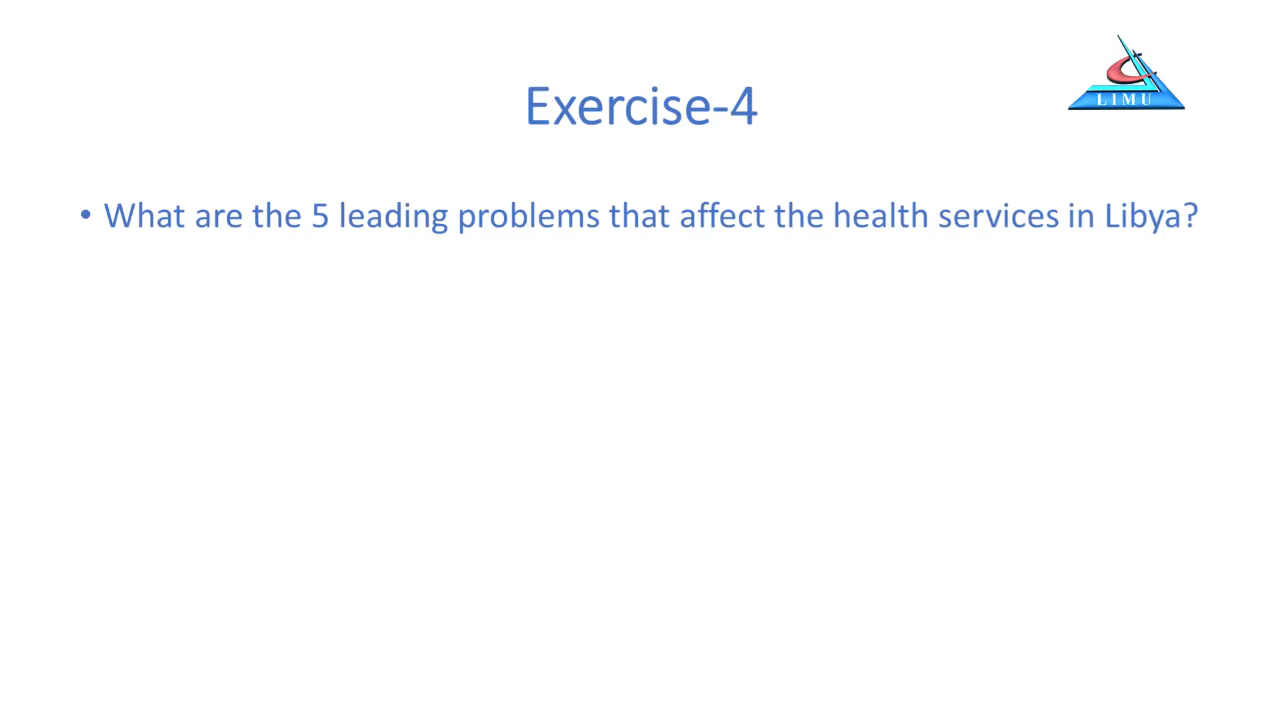 LIMU
Exercise-4
• What are the 5 leading problems that affect the health services in Libya?